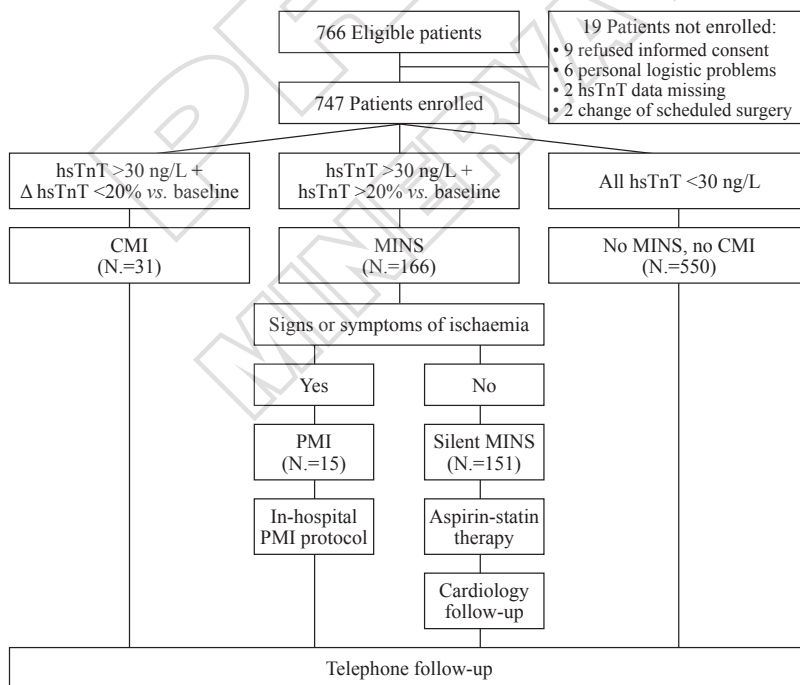 766 Eligible patients
19 Patients not enrolled:
• 9 refused informed consent
• 6 personal logistic problems
• 2 hsTnT data missing
• 2 change of scheduled surgery
747 Patients enrolled
hsTnT >30 ng/L +
Δ hsTnT <20% vs. baseline
hsTnT >30 ng/L +
hsTnT >20% vs. baseline
All hsTnT <30 ng/L
CMI
(N.=31)
MINS
(N.=166)
No MINS, no CMI
(N.=550)
Signs or symptoms of ischaemia
Yes
No
PMI
(N.=15)
Silent MINS
(N.=151)
In-hospital
PMI protocol
Aspirin-statin
therapy
Cardiology
follow-up
Telephone follow-up
MINERVA